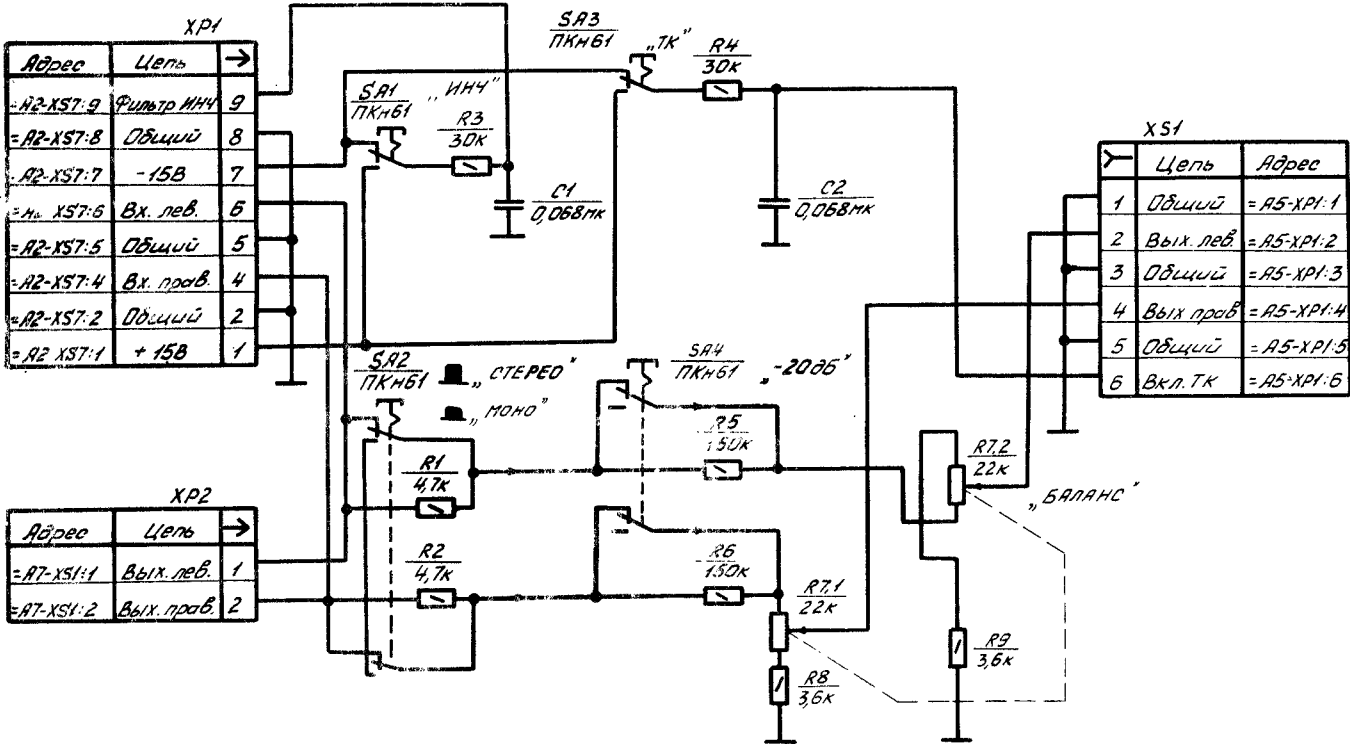 XP1
Адрес Цепь
=A2-XS7:9 Фильтр ИНЧ 9
=A2-XS7:8 Общий 8
A2-XS7:7 -15В 7
XS7:6 Вх. лев. 6
=A2-XS7:5 Общий 5
=A2-XS7:4 Вх. прав. 4
=A2-XS7:2 Общий 2
=A2 XS7:1 +15В 1
SA1
ПКн61
„ИНЧ"
R3
30к
C1
0,068мк
SA3
ПКн61
„ТК"
R4
30к
C2
0,068мк
XS1
Цепь Адрес
1 Общий =A5-XP1:1
2 Вых. лев. =A5-XP1:2
3 Общий =A5-XP1:3
4 Вых прав =A5-XP1:4
5 Общий =A5-XP1:5
6 Вкл. ТК =A5-XP1:6
SA2
ПКн61
„СТЕРЕО"
„МОНО"
SA4
ПКн61
„-20дб"
R1
4,7к
R5
150к
R2
4,7к
R6
150к
R7,1
22к
R7,2
22к
„БАЛАНС"
R8
3,6к
R9
3,6к
XP2
Адрес Цепь
=A7-XS1:1 Вых. лев. 1
=A7-XS1:2 Вых. прав. 2